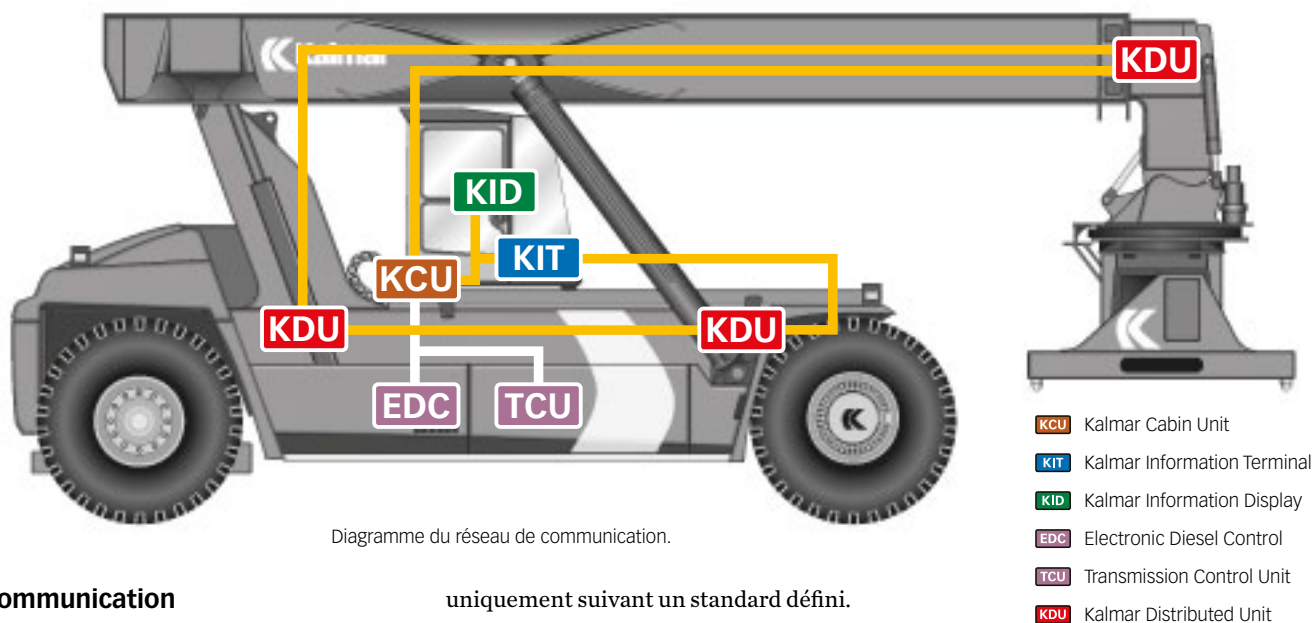 Kalmar
KDU
KID
KIT
KCU
KDU
KDU
EDC
TCU
KCU Kalmar Cabin Unit
KIT Kalmar Information Terminal
KID Kalmar Information Display
EDC Electronic Diesel Control
TCU Transmission Control Unit
KDU Kalmar Distributed Unit
Diagramme du réseau de communication.
ommunication
uniquement suivant un standard défini.